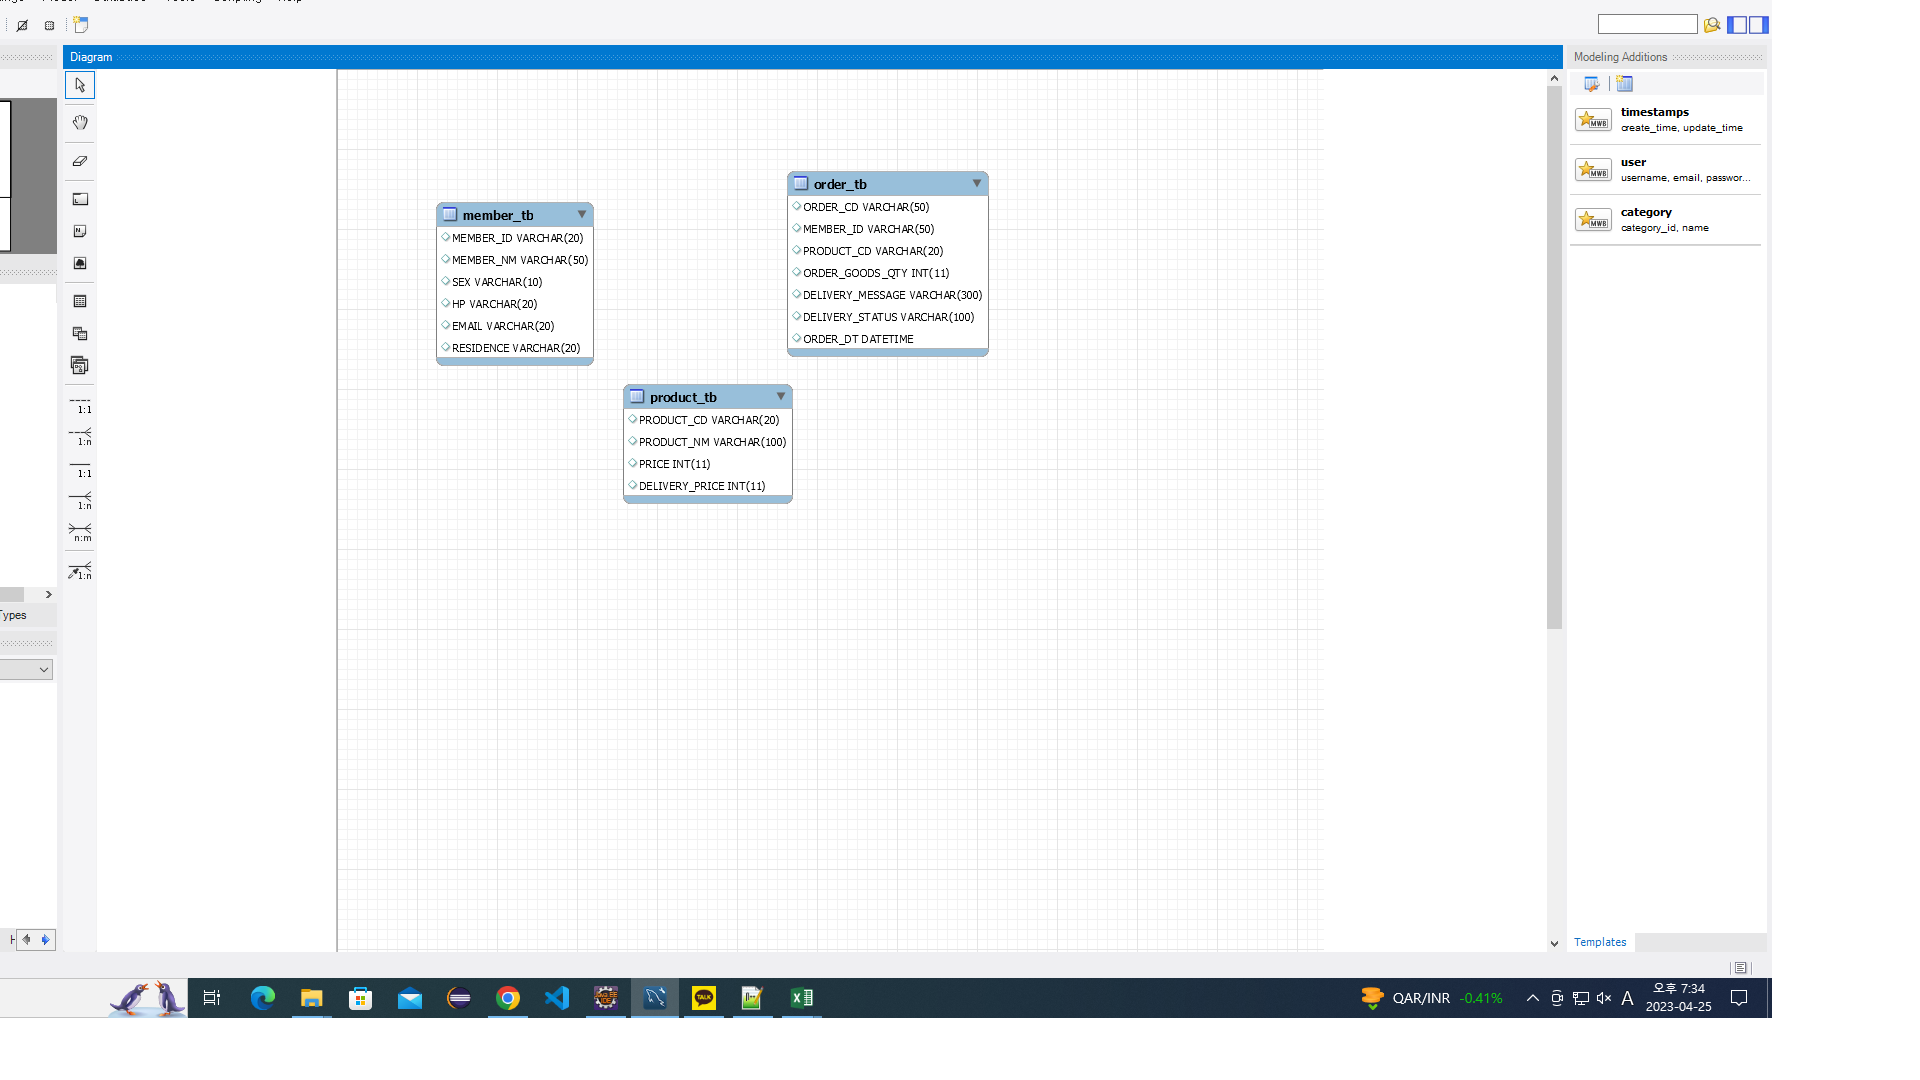 Diagram
Modeling Additions
timestamps
create_time, update_time
user
username, email, passwor...
category
category_id, name
order_tb
ORDER_CD VARCHAR(50)
MEMBER_ID VARCHAR(50)
PRODUCT_CD VARCHAR(20)
ORDER_GOODS_QTY INT(11)
DELIVERY_MESSAGE VARCHAR(300)
DELIVERY_STATUS VARCHAR(100)
ORDER_DT DATETIME
member_tb
MEMBER_ID VARCHAR(20)
MEMBER_NM VARCHAR(50)
SEX VARCHAR(10)
HP VARCHAR(20)
EMAIL VARCHAR(20)
RESIDENCE VARCHAR(20)
product_tb
PRODUCT_CD VARCHAR(20)
PRODUCT_NM VARCHAR(100)
PRICE INT(11)
DELIVERY_PRICE INT(11)
1:1
1:n
1:1
1:n
n:m
1:n
Types
Templates
QAR/INR -0.41%
A
오후 7:34
2023-04-25